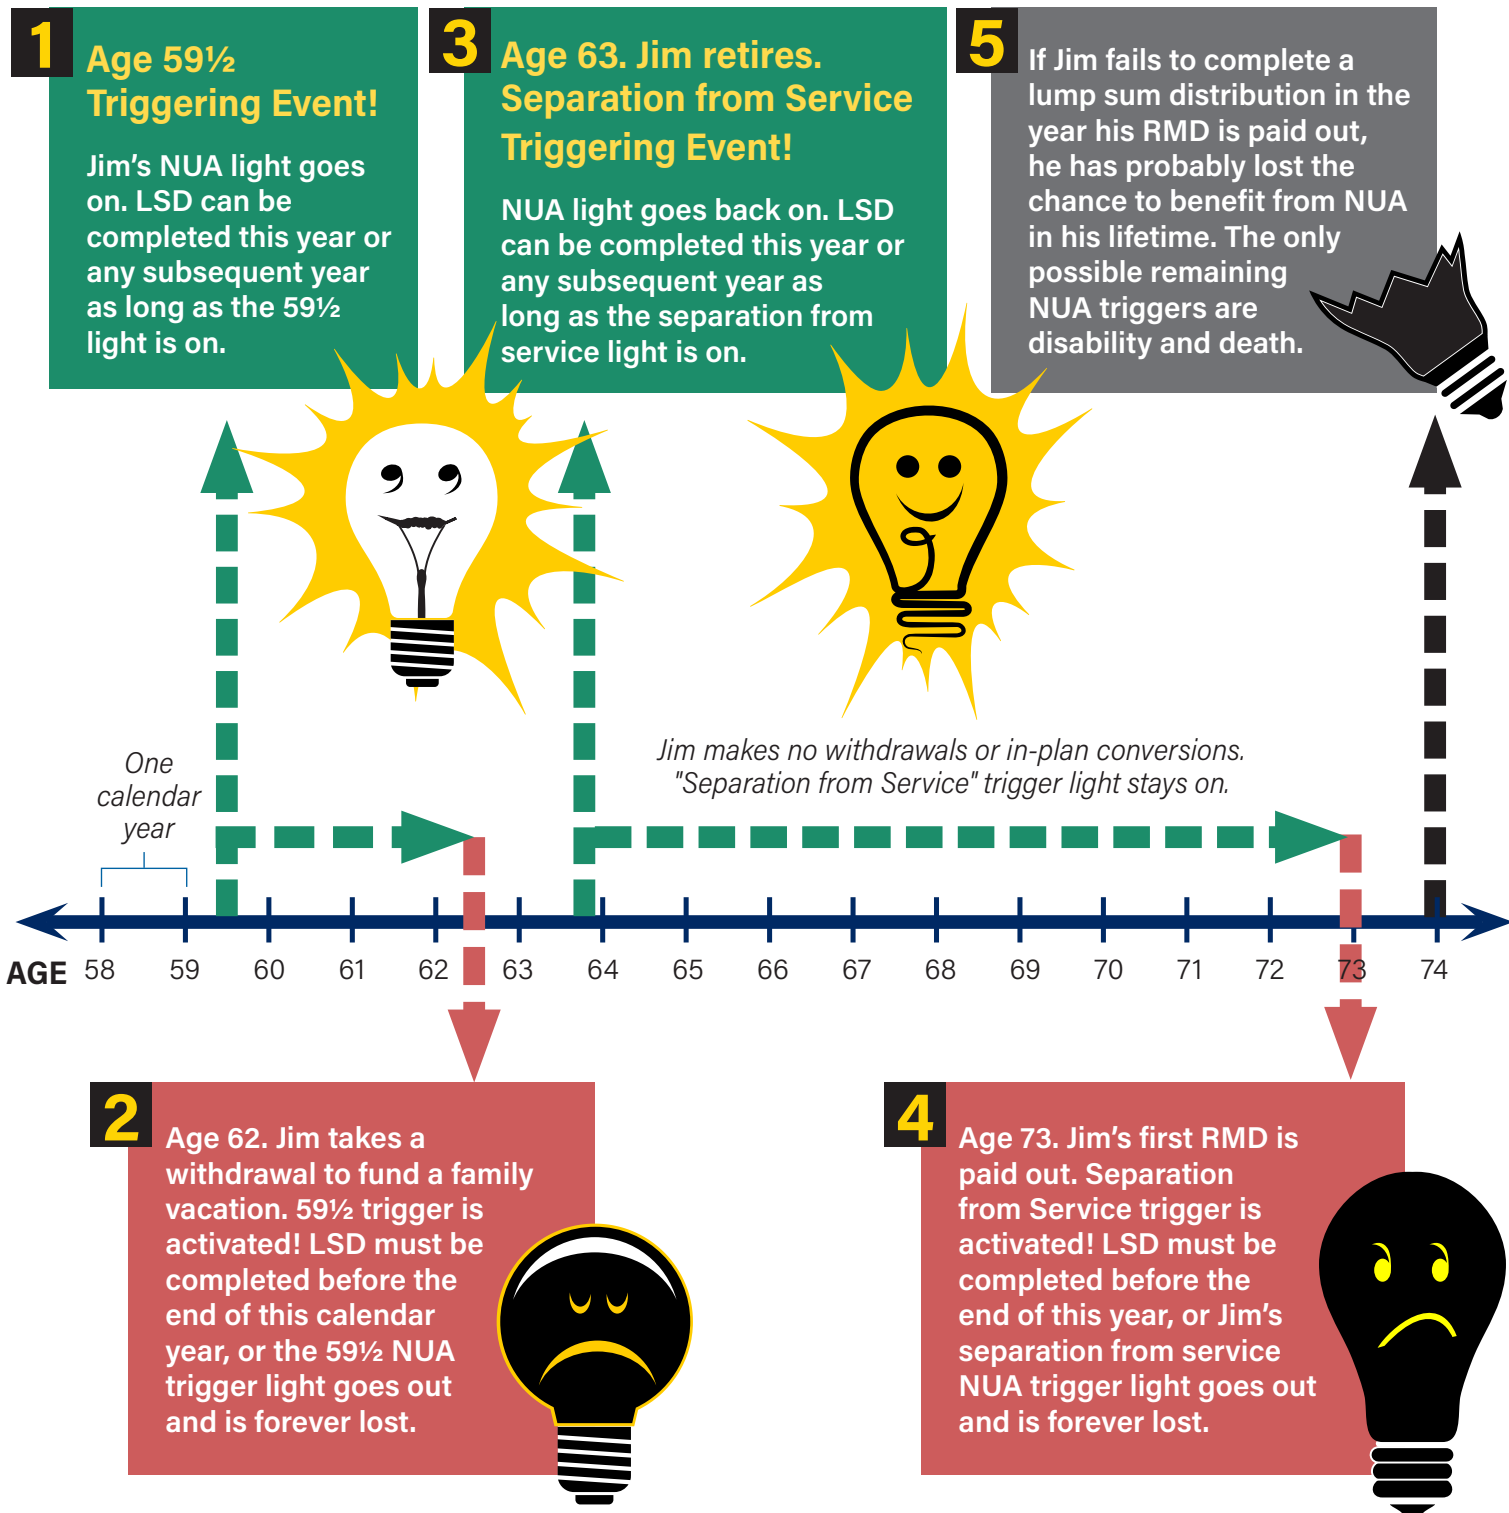 1
Age 59½
Triggering Event!
Jim's NUA light goes
on. LSD can be
completed this year or
any subsequent year
as long as the 59½
light is on.
3
Age 63. Jim retires.
Separation from Service
Triggering Event!
NUA light goes back on. LSD
can be completed this year or
any subsequent year as
long as the separation from
service light is on.
5
If Jim fails to complete a
lump sum distribution in the
year his RMD is paid out,
he has probably lost the
chance to benefit from NUA
in his lifetime. The only
possible remaining
NUA triggers are
disability and death.
One
calendar
year
Jim makes no withdrawals or in-plan conversions.
"Separation from Service" trigger light stays on.
AGE 58 59 60 61 62 63 64 65 66 67 68 69 70 71 72 73 74
2
Age 62. Jim takes a
withdrawal to fund a family
vacation. 59½ trigger is
activated! LSD must be
completed before the
end of this calendar
year, or the 59½ NUA
trigger light goes out
and is forever lost.
4
Age 73. Jim's first RMD is
paid out. Separation
from Service trigger is
activated! LSD must be
completed before the
end of this year, or Jim's
separation from service
NUA trigger light goes out
and is forever lost.